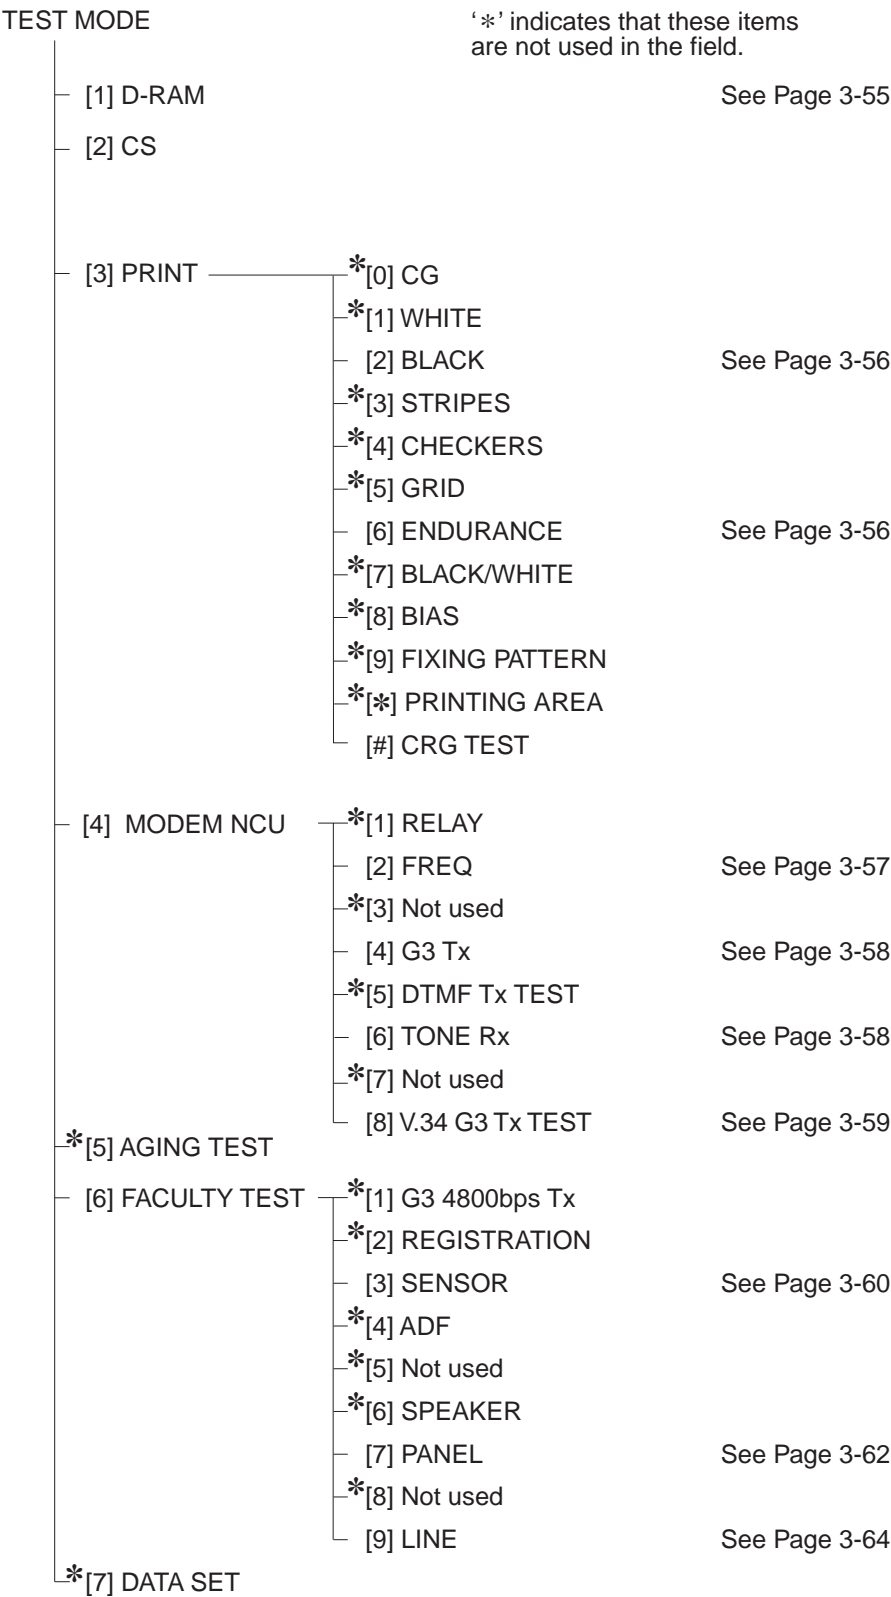 TEST MODE
‘*’ indicates that these items
are not used in the field.
[1] D-RAM See Page 3-55
[2] CS
[3] PRINT *[0] CG
*[1] WHITE
[2] BLACK See Page 3-56
*[3] STRIPES
*[4] CHECKERS
*[5] GRID
[6] ENDURANCE See Page 3-56
*[7] BLACK/WHITE
*[8] BIAS
*[9] FIXING PATTERN
*[*] PRINTING AREA
[#] CRG TEST
[4] MODEM NCU *[1] RELAY
[2] FREQ See Page 3-57
*[3] Not used
[4] G3 Tx See Page 3-58
*[5] DTMF Tx TEST
[6] TONE Rx See Page 3-58
*[7] Not used
[8] V.34 G3 Tx TEST See Page 3-59
*[5] AGING TEST
[6] FACULTY TEST *[1] G3 4800bps Tx
*[2] REGISTRATION
[3] SENSOR See Page 3-60
*[4] ADF
*[5] Not used
*[6] SPEAKER
[7] PANEL See Page 3-62
*[8] Not used
[9] LINE See Page 3-64
*[7] DATA SET